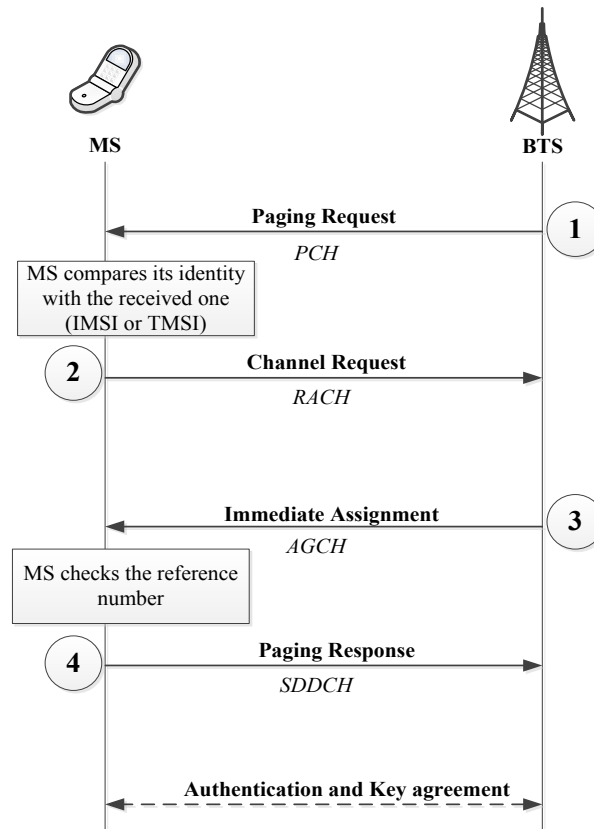 MS
BTS
Paging Request
1
PCH
MS compares its identity
with the received one
(IMSI or TMSI)
2
Channel Request
RACH
Immediate Assignment
3
AGCH
MS checks the reference
number
4
Paging Response
SDDCH
Authentication and Key agreement